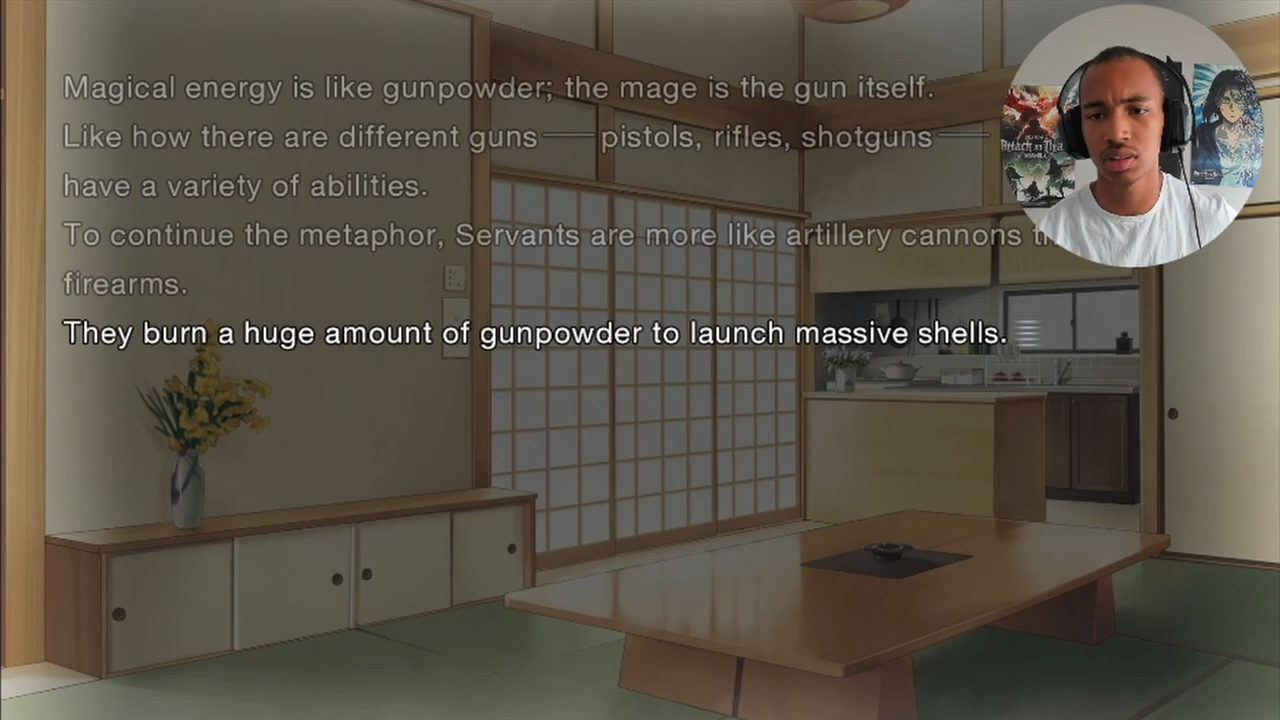 Magical energy is like gunpowder; the mage is the gun itself.
Like how there are different guns——pistols, rifles, shotguns——
have a variety of abilities.
To continue the metaphor, Servants are more like artillery cannons
firearms.
They burn a huge amount of gunpowder to launch massive shells.
Attack on